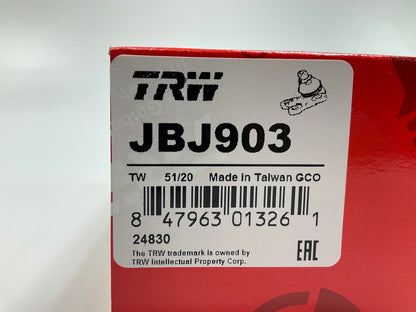 TRW
JBJ903
TW 51/20 Made in Taiwan GCO
8 47963 01326 1
24830
EAC
The TRW trademark is owned by
TRW Intellectual Property Corp.